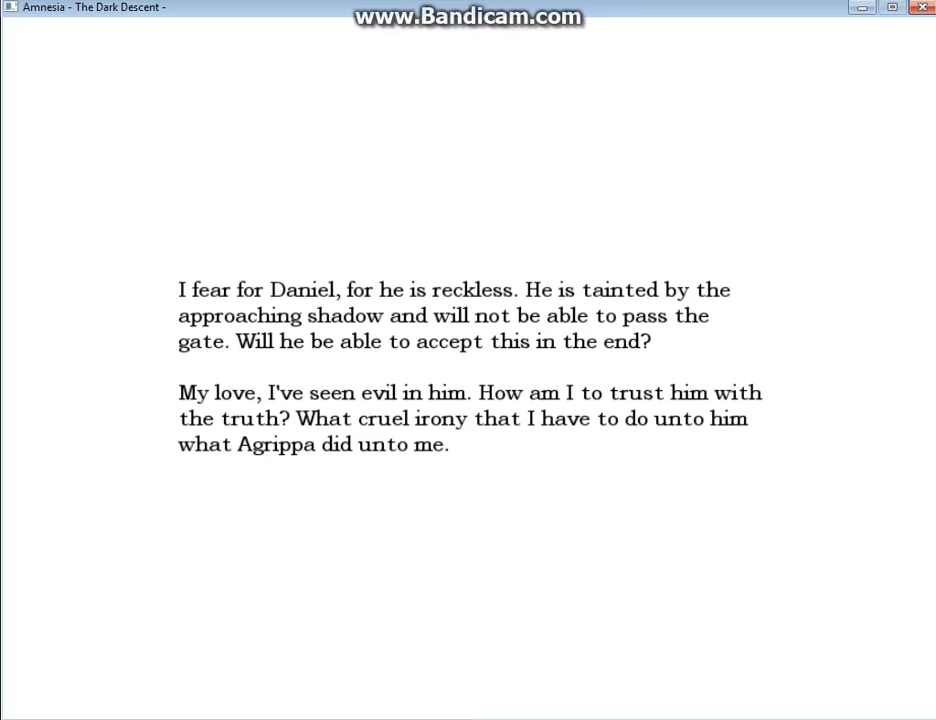 Amnesia - The Dark Descent -
www.Bandicam.com
I fear for Daniel, for he is reckless. He is tainted by the
approaching shadow and will not be able to pass the
gate. Will he be able to accept this in the end?
My love, I've seen evil in him. How am I to trust him with
the truth? What cruel irony that I have to do unto him
what Agrippa did unto me.